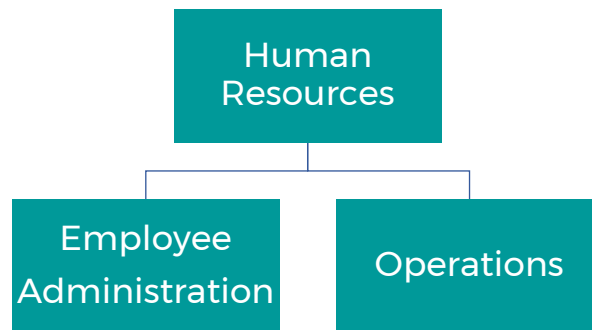 Human
Resources
Employee
Administration
Operations